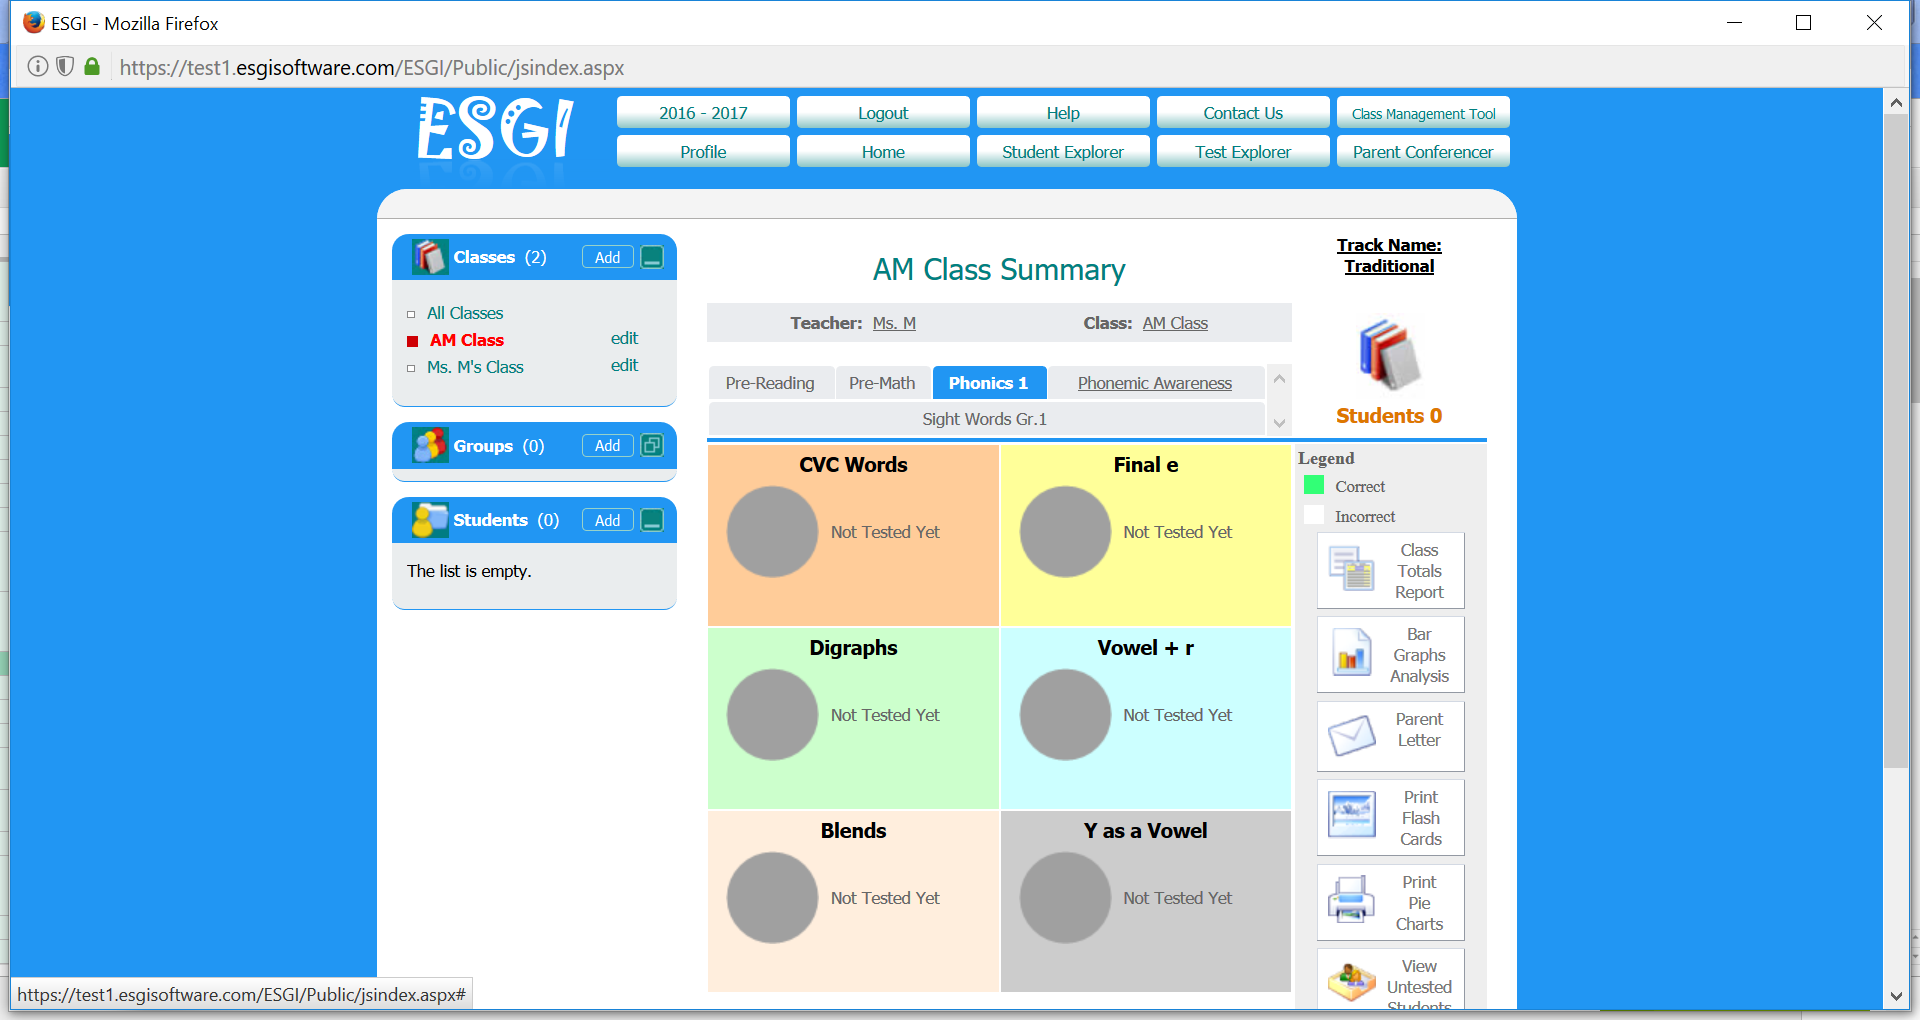 ESGI - Mozilla Firefox
https://test1.esgisoftware.com/ESGI/Public/jsindex.aspx
ESGI
2016 - 2017
Logout
Help
Contact Us
Class Management Tool
Profile
Home
Student Explorer
Test Explorer
Parent Conferencer
Classes (2)
Add
All Classes
AM Class
edit
Ms. M's Class
edit
Groups (0)
Add
Students (0)
Add
The list is empty.
AM Class Summary
Teacher: Ms. M
Class: AM Class
Pre-Reading
Pre-Math
Phonics 1
Phonemic Awareness
Sight Words Gr.1
Track Name:
Traditional
Students 0
CVC Words
Not Tested Yet
Final e
Not Tested Yet
Digraphs
Not Tested Yet
Vowel + r
Not Tested Yet
Blends
Not Tested Yet
Y as a Vowel
Not Tested Yet
Legend
Correct
Incorrect
Class
Totals
Report
Bar
Graphs
Analysis
Parent
Letter
Print
Flash
Cards
Print
Pie
Charts
View
Untested
Students
https://test1.esgisoftware.com/ESGI/Public/jsindex.aspx#